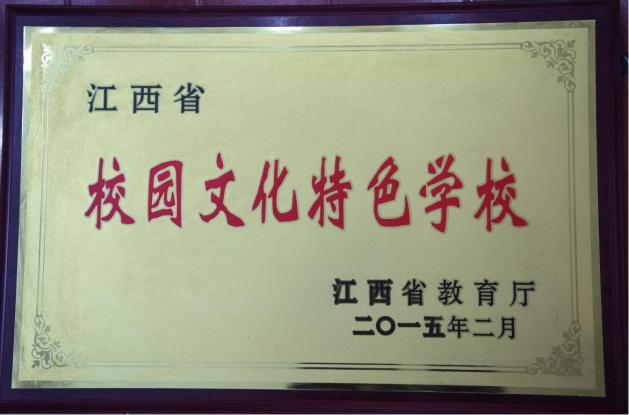 江西省
校园文化特色学校
江西省教育厅
二〇一五年二月